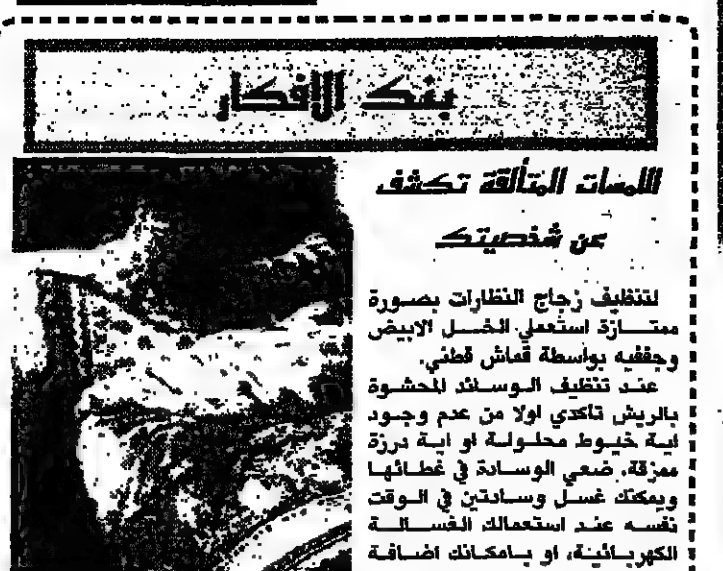 بنك الافكار
اللمسات المتألقة تكشف
عن شخصيتك
لتنظيف زجاج النظارات بصورة
ممتازة استعملي الخل الابيض
وجففيه بواسطة قماش قطني.
عند تنظيف الوسائد المحشوة
بالريش تأكدي اولا من عدم وجود
اية خيوط محلولة او اية درزة
ممزقة. ضعي الوسادة في غطائها
ويمكنك غسل وسادتين في الوقت
نفسه عند استعمالك الغسالة
الكهربائية، او بامكانك اضافة